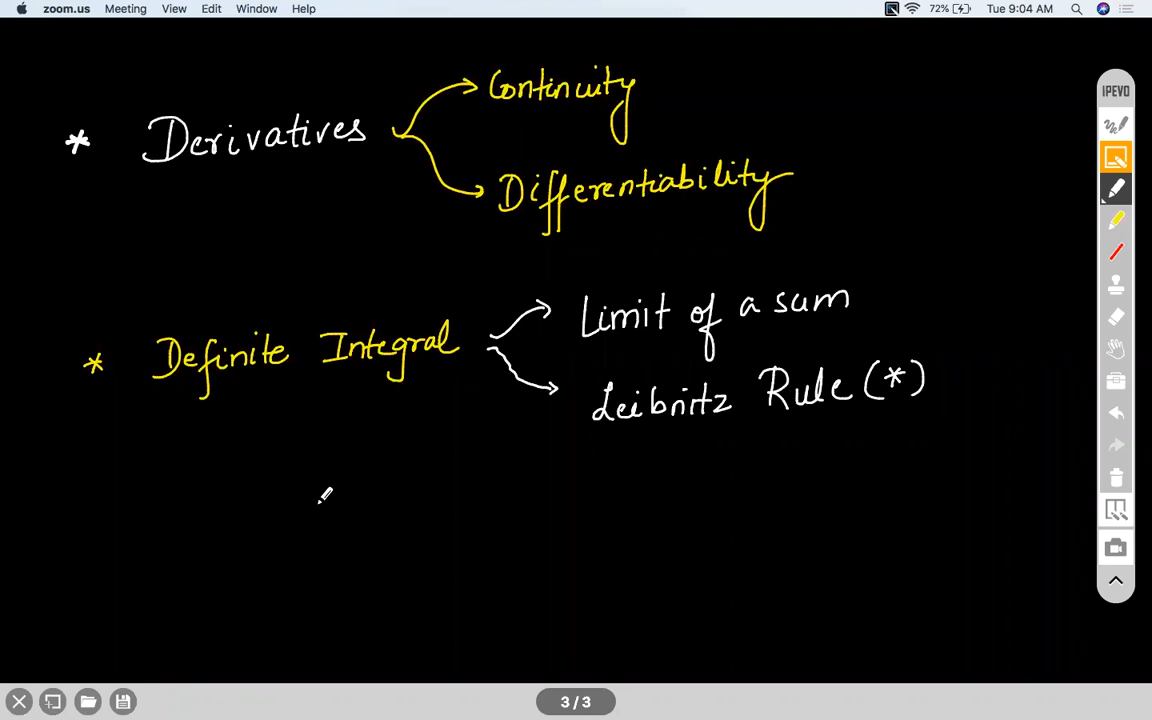 zoom.us Meeting View Edit Window Help 72% Tue 9:04 AM
IPEVO
Continuity
* Derivatives
Differentiability
Limit of a sum
* Definite Integral
Leibnitz Rule (*)
3 / 3